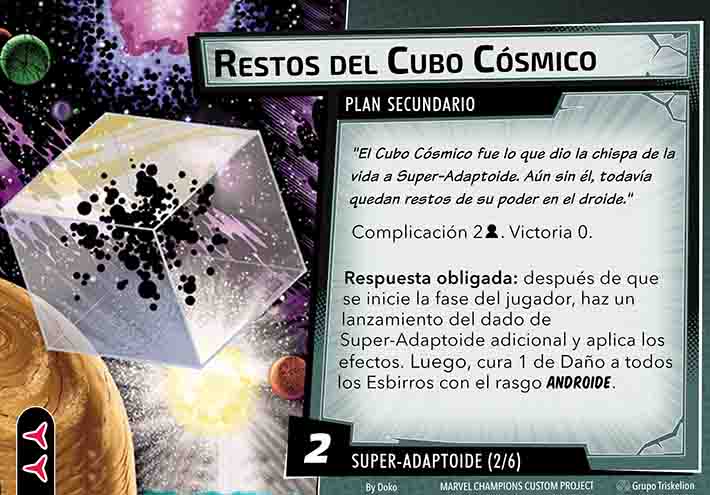 RESTOS DEL CUBO CÓSMICO
PLAN SECUNDARIO
"El Cubo Cósmico fue lo que dio la chispa de la
vida a Super-Adaptoide. Aún sin él, todavía
quedan restos de su poder en el droide."
Complicación 2. Victoria 0.
Respuesta obligada: después de que
se inicie la fase del jugador, haz un
lanzamiento del dado de
Super-Adaptoide adicional y aplica los
efectos. Luego, cura 1 de Daño a todos
los Esbirros con el rasgo ANDROIDE.
2
SUPER-ADAPTOIDE (2/6)
By Doko MARVEL CHAMPIONS CUSTOM PROJECT Grupo Triskelion